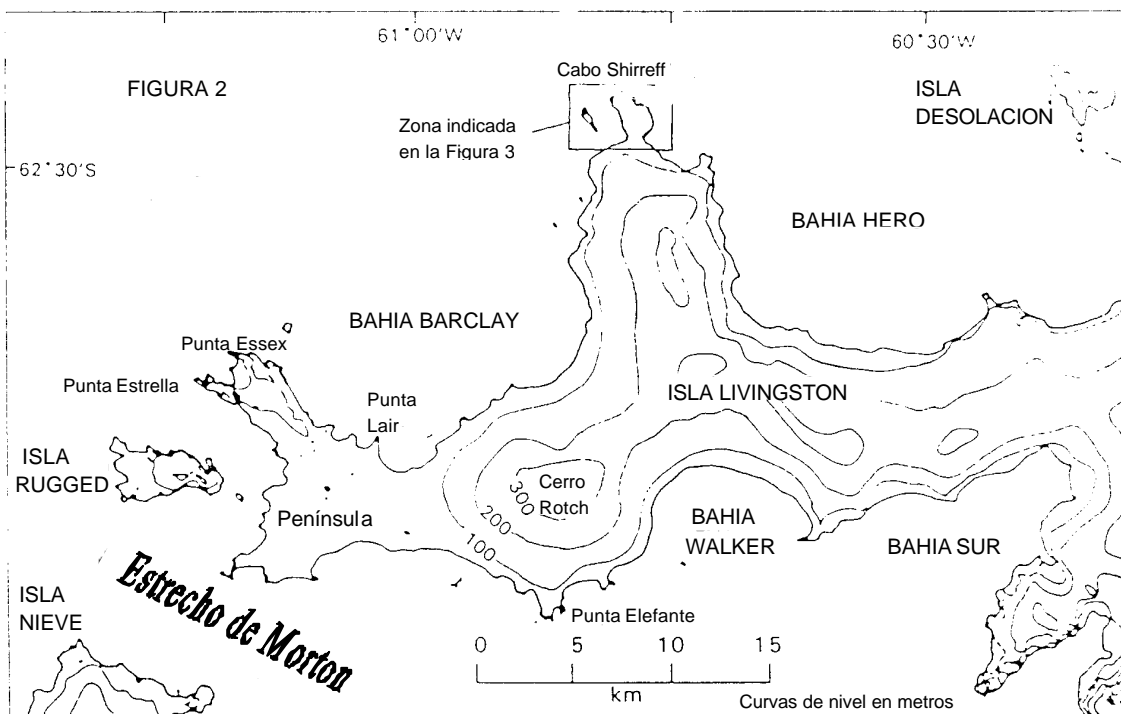 61°00'W
60°30'W
FIGURA 2
Cabo Shirreff
ISLA
DESOLACION
Zona indicada
en la Figura 3
62°30'S
BAHIA HERO
BAHIA BARCLAY
Punta Essex
Punta Estrella
Punta
Lair
ISLA LIVINGSTON
ISLA
RUGGED
Cerro
Rotch
300
200
100
Península
BAHIA
WALKER
BAHIA SUR
Estrecho de Morton
ISLA
NIEVE
Punta Elefante
0 5 10 15
km
Curvas de nivel en metros